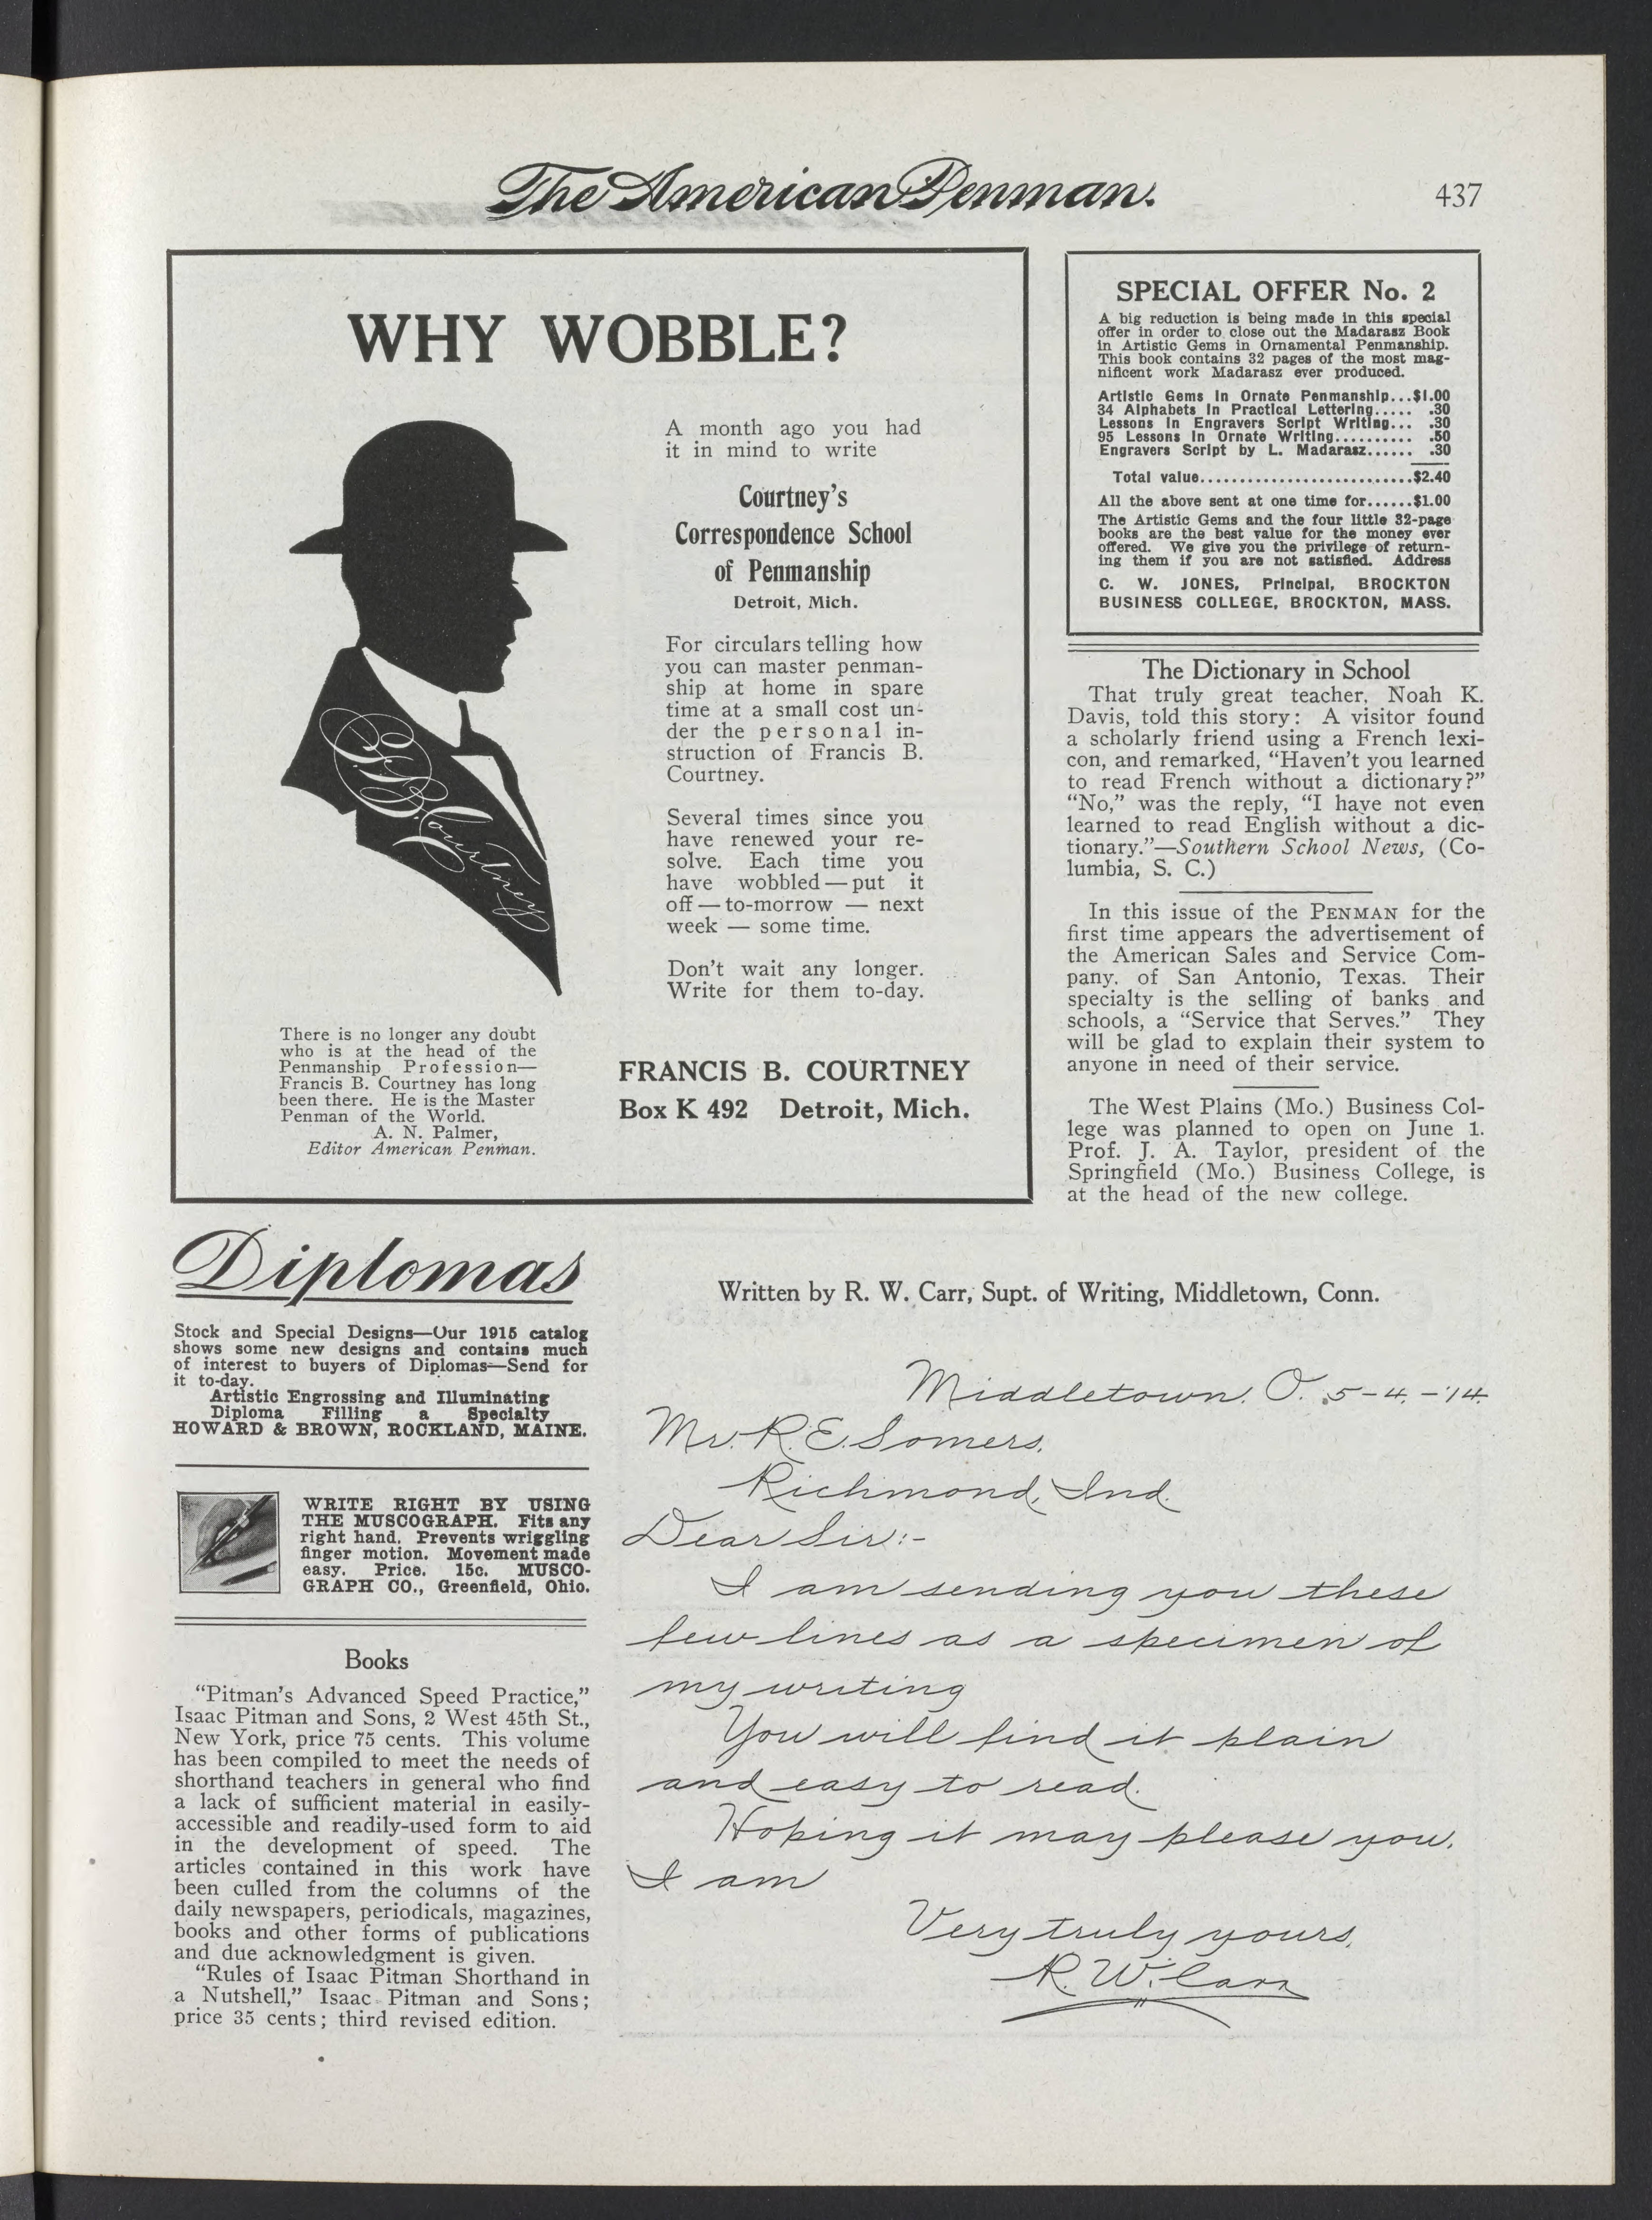 The American Penman.
437
WHY WOBBLE?
A month ago you had
it in mind to write
Courtney's
Correspondence School
of Penmanship
Detroit, Mich.
For circulars telling how
you can master penman-
ship at home in spare
time at a small cost un-
der the personal in-
struction of Francis B.
Courtney.
Several times since you
have renewed your re-
solve. Each time you
have wobbled—put it
off—to-morrow — next
week — some time.
Don't wait any longer.
Write for them to-day.
FRANCIS B. COURTNEY
Box K 492 Detroit, Mich.
F.B. Courtney
There is no longer any doubt
who is at the head of the
Penmanship Profession—
Francis B. Courtney has long
been there. He is the Master
Penman of the World.
A. N. Palmer,
Editor American Penman.
SPECIAL OFFER No. 2
A big reduction is being made in this special
offer in order to close out the Madarasz Book
in Artistic Gems in Ornamental Penmanship.
This book contains 32 pages of the most mag-
nificent work Madarasz ever produced.
Artistic Gems in Ornate Penmanship...$1.00
34 Alphabets in Practical Lettering..... .30
Lessons in Engravers Script Writing... .30
95 Lessons in Ornate Writing.......... .50
Engravers Script by L. Madarasz...... .30
Total value...........................$2.40
All the above sent at one time for......$1.00
The Artistic Gems and the four little 32-page
books are the best value for the money ever
offered. We give you the privilege of return-
ing them if you are not satisfied. Address
C. W. JONES, Principal, BROCKTON
BUSINESS COLLEGE, BROCKTON, MASS.
The Dictionary in School
That truly great teacher, Noah K.
Davis, told this story: A visitor found
a scholarly friend using a French lexi-
con, and remarked, “Haven't you learned
to read French without a dictionary?”
“No,” was the reply, “I have not even
learned to read English without a dic-
tionary.”—Southern School News, (Co-
lumbia, S. C.)
In this issue of the PENMAN for the
first time appears the advertisement of
the American Sales and Service Com-
pany, of San Antonio, Texas. Their
specialty is the selling of banks and
schools, a “Service that Serves.” They
will be glad to explain their system to
anyone in need of their service.
The West Plains (Mo.) Business Col-
lege was planned to open on June 1.
Prof. J. A. Taylor, president of the
Springfield (Mo.) Business College, is
at the head of the new college.
Diplomas
Stock and Special Designs—Our 1915 catalog
shows some new designs and contains much
of interest to buyers of Diplomas—Send for
it to-day.
Artistic Engrossing and Illuminating
Diploma Filling a Specialty
HOWARD & BROWN, ROCKLAND, MAINE.
WRITE RIGHT BY USING
THE MUSCOGRAPH. Fits any
right hand. Prevents wriggling
finger motion. Movement made
easy. Price. 15c. MUSCO-
GRAPH CO., Greenfield, Ohio.
Books
“Pitman's Advanced Speed Practice,”
Isaac Pitman and Sons, 2 West 45th St.,
New York, price 75 cents. This volume
has been compiled to meet the needs of
shorthand teachers in general who find
a lack of sufficient material in easily-
accessible and readily-used form to aid
in the development of speed. The
articles contained in this work have
been culled from the columns of the
daily newspapers, periodicals, magazines,
books and other forms of publications
and due acknowledgment is given.
“Rules of Isaac Pitman Shorthand in
a Nutshell,” Isaac Pitman and Sons;
price 35 cents; third revised edition.
Written by R. W. Carr, Supt. of Writing, Middletown, Conn.
Middletown, O. 5-4-'14.
Mr. R. E. Somers,
Richmond, Ind.
Dear Sir:-
I am sending you these
few lines as a specimen of
my writing
You will find it plain
and easy to read.
Hoping it may please you,
I am
Very truly yours,
R. W. Carr